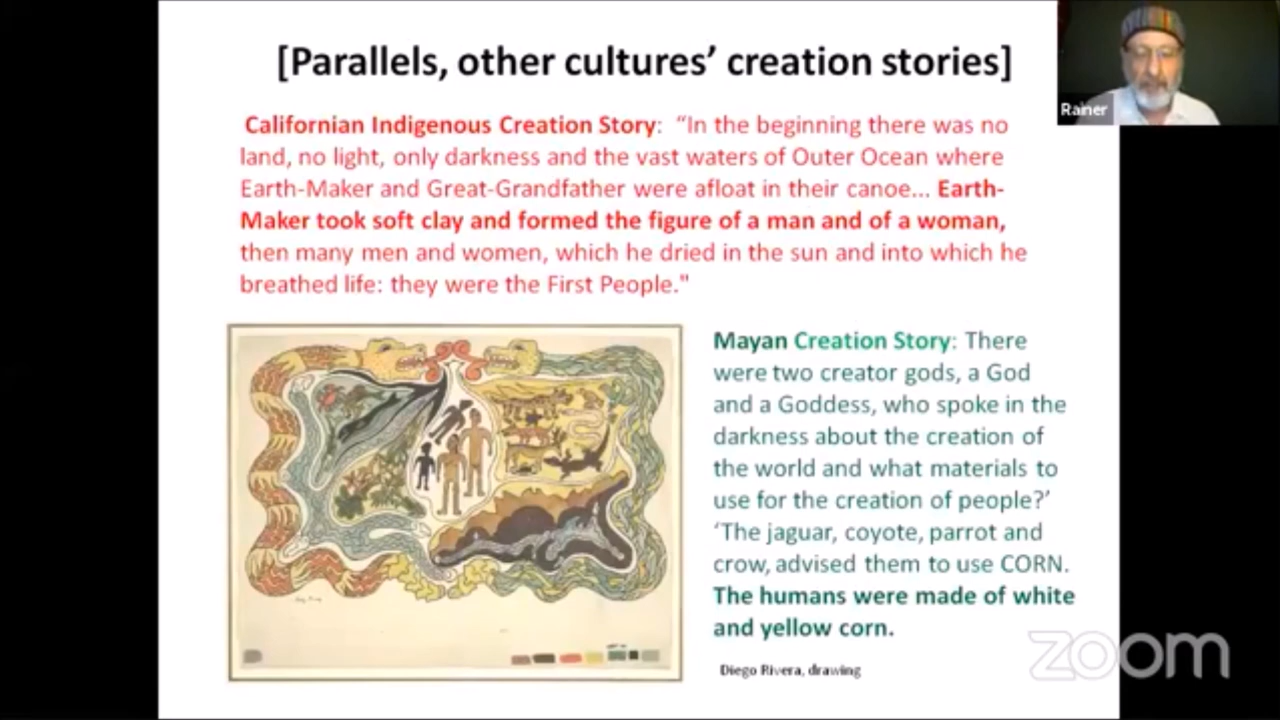 [Parallels, other cultures’ creation stories]
Rainer
Californian Indigenous Creation Story: “In the beginning there was no
land, no light, only darkness and the vast waters of Outer Ocean where
Earth-Maker and Great-Grandfather were afloat in their canoe... Earth-
Maker took soft clay and formed the figure of a man and of a woman,
then many men and women, which he dried in the sun and into which he
breathed life: they were the First People."
Mayan Creation Story: There
were two creator gods, a God
and a Goddess, who spoke in the
darkness about the creation of
the world and what materials to
use for the creation of people?’
‘The jaguar, coyote, parrot and
crow, advised them to use CORN.
The humans were made of white
and yellow corn.
Diego Rivera, drawing
zoom